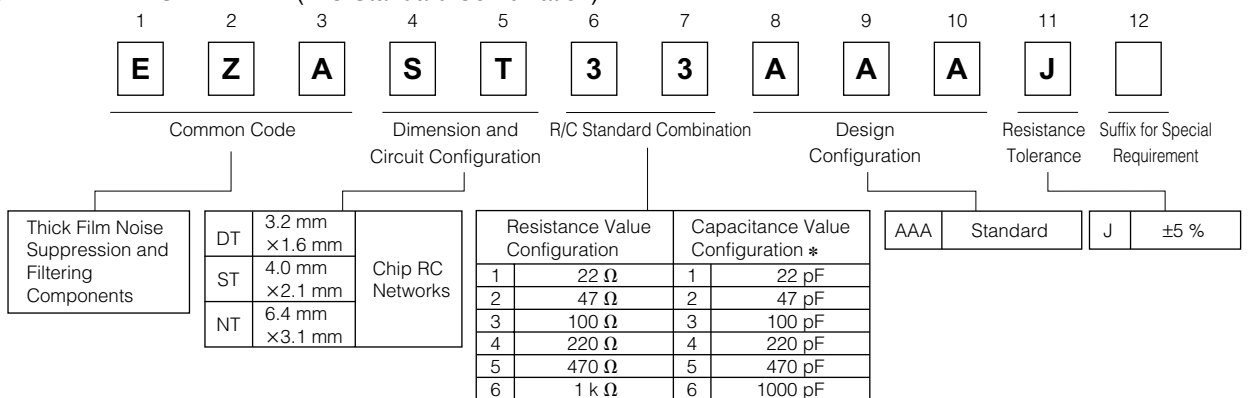 1 2 3 4 5 6 7 8 9 10 11 12
E Z A S T 3 3 A A A J
Common Code
Dimension and
Circuit Configuration
R/C Standard Combination
Design
Configuration
Resistance
Tolerance
Suffix for Special
Requirement
Thick Film Noise
Suppression and
Filtering
Components
DT 3.2 mm
×1.6 mm
ST 4.0 mm
×2.1 mm
NT 6.4 mm
×3.1 mm
Chip RC
Networks
Resistance Value
Configuration
Capacitance Value
Configuration *
1 22 Ω 1 22 pF
2 47 Ω 2 47 pF
3 100 Ω 3 100 pF
4 220 Ω 4 220 pF
5 470 Ω 5 470 pF
6 1 k Ω 6 1000 pF
AAA Standard
J ±5 %